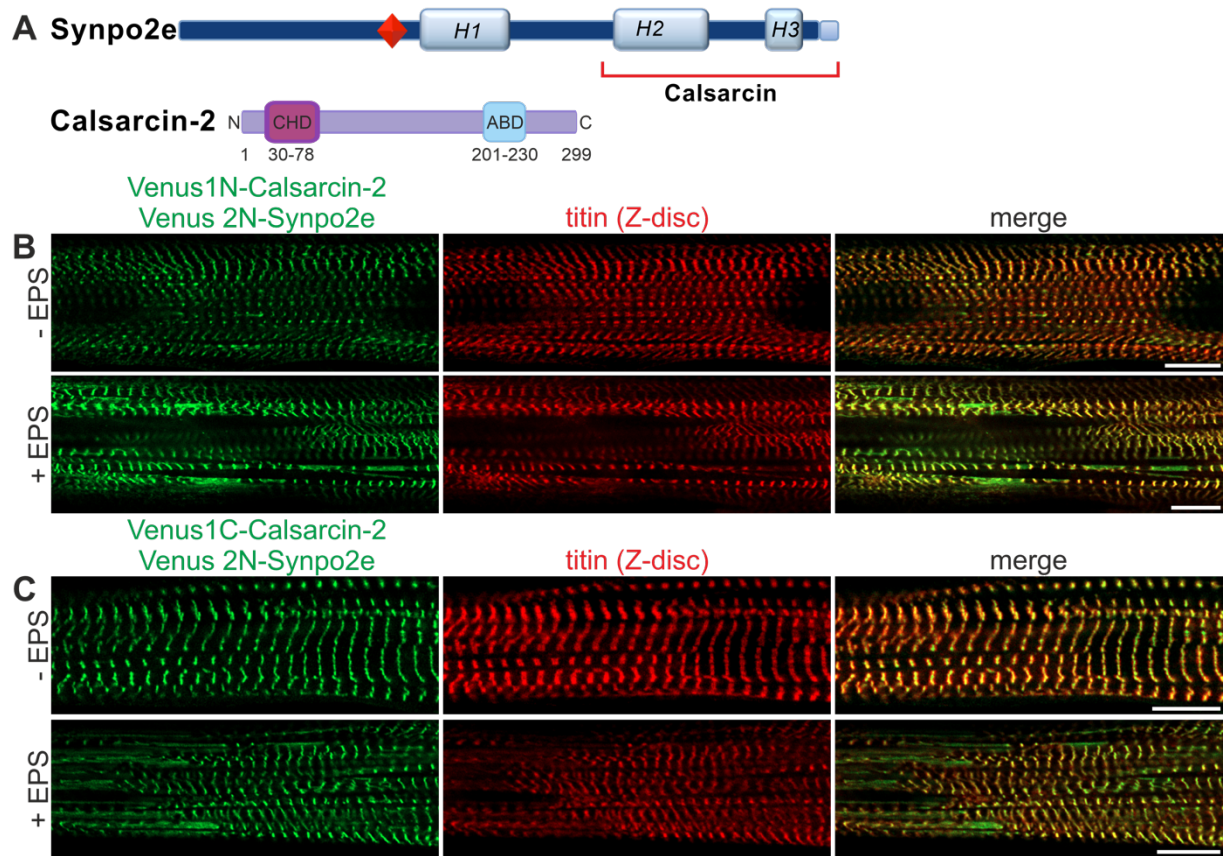 A Synpo2e H1 H2 H3
Calsarcin
Calsarcin-2 N CHD ABD C
1 30-78 201-230 299
Venus1N-Calsarcin-2
Venus 2N-Synpo2e titin (Z-disc) merge
B
- EPS
+ EPS
Venus1C-Calsarcin-2
Venus 2N-Synpo2e titin (Z-disc) merge
C
- EPS
+ EPS